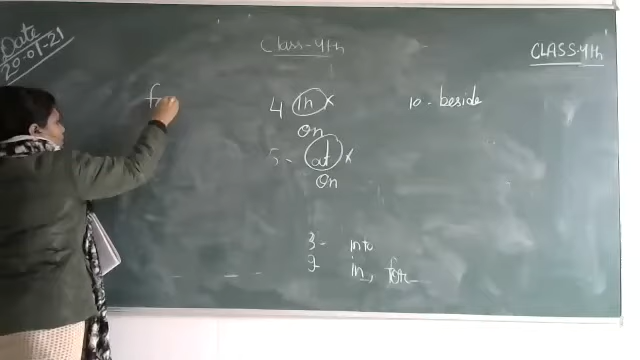 Date
20-01-21
Class-4th
CLASS-4th
f
4 In ×
On
5- at ×
On
10- beside
3- into
9- in, for